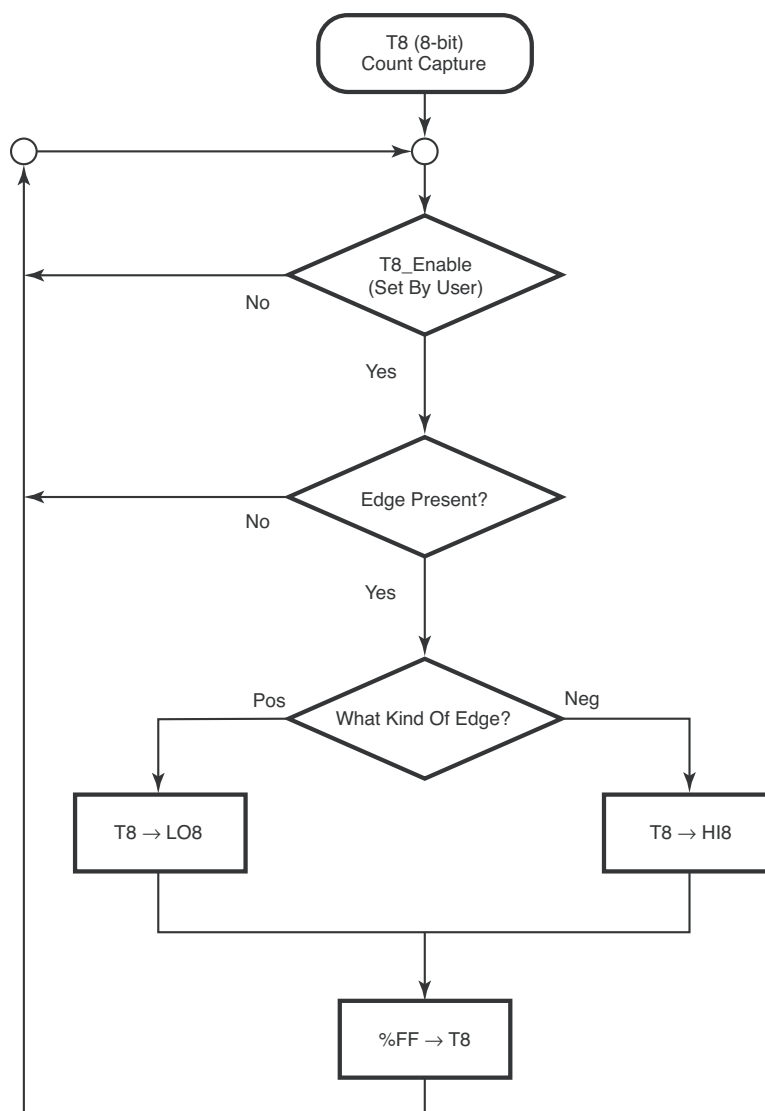 T8 (8-bit)
Count Capture
T8_Enable
(Set By User)
No
Yes
Edge Present?
No
Yes
Pos
What Kind Of Edge?
Neg
T8 → LO8
T8 → HI8
%FF → T8